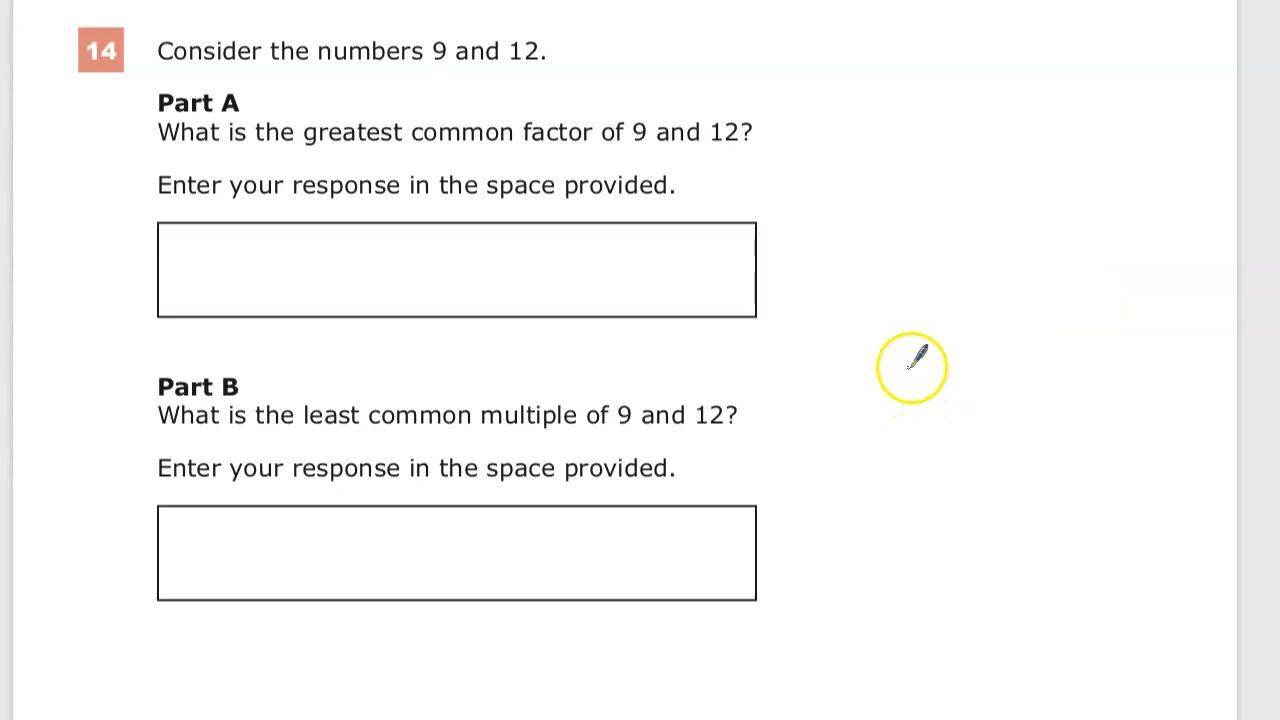 14 Consider the numbers 9 and 12.
Part A
What is the greatest common factor of 9 and 12?
Enter your response in the space provided.
Part B
What is the least common multiple of 9 and 12?
Enter your response in the space provided.